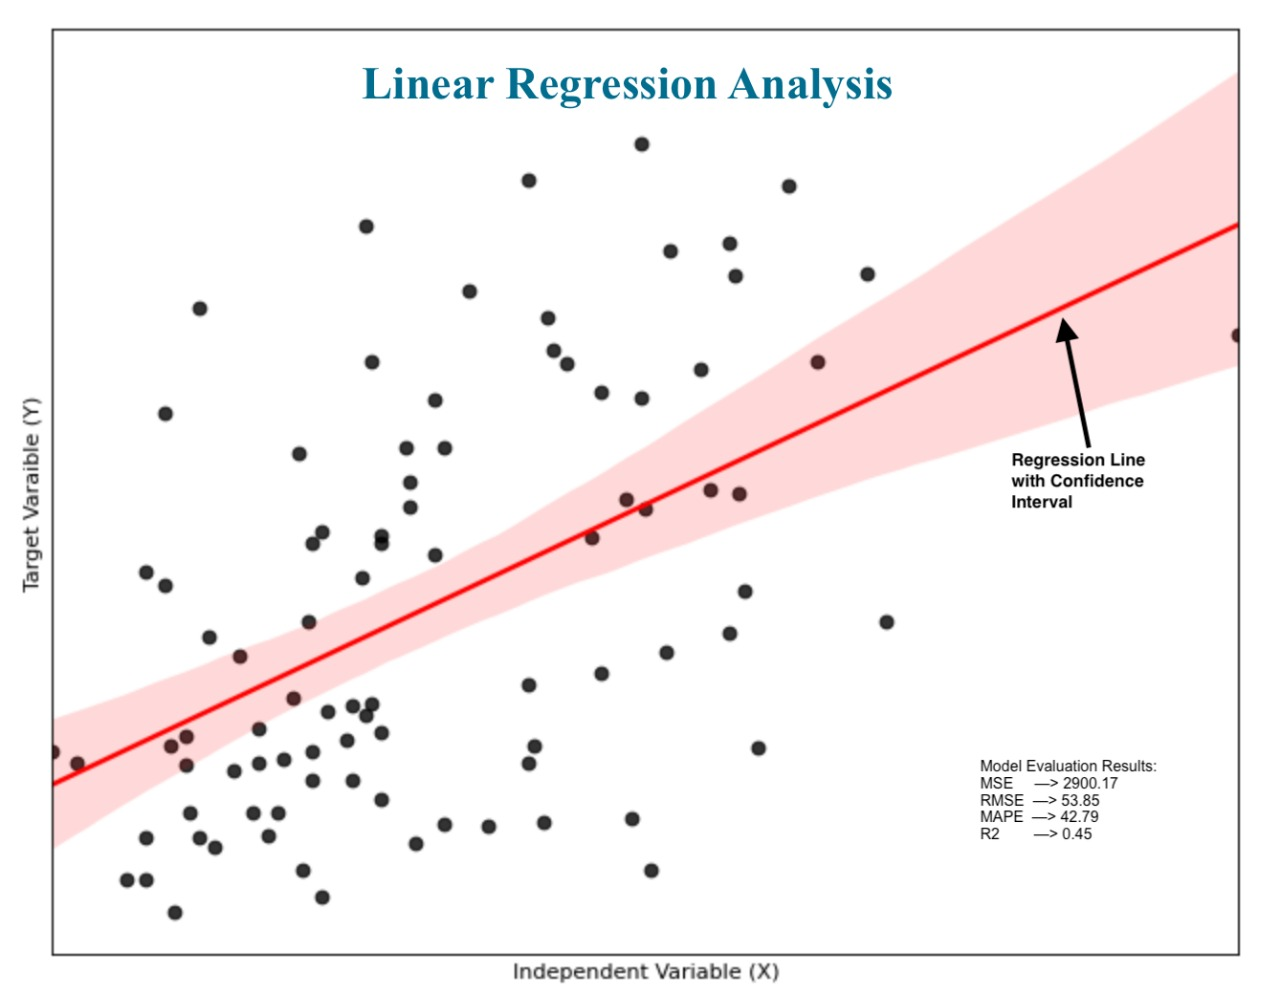 Linear Regression Analysis
Target Varaible (Y)
Regression Line
with Confidence
Interval
Model Evaluation Results:
MSE —> 2900.17
RMSE —> 53.85
MAPE —> 42.79
R2 —> 0.45
Independent Variable (X)